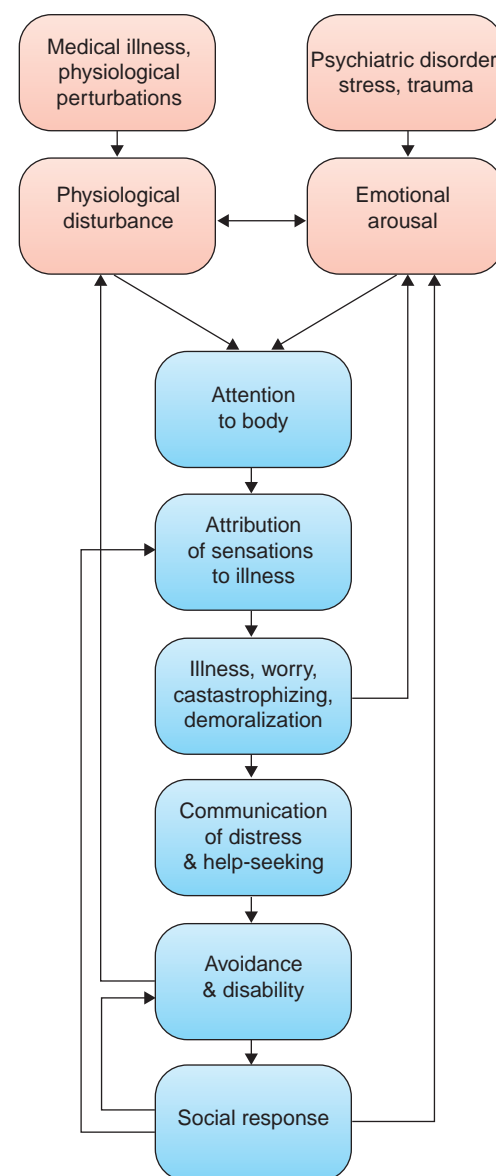 Medical illness,
physiological
perturbations
Psychiatric disorder,
stress, trauma
Physiological
disturbance
Emotional
arousal
Attention
to body
Attribution
of sensations
to illness
Illness, worry,
castastrophizing,
demoralization
Communication
of distress
& help-seeking
Avoidance
& disability
Social response